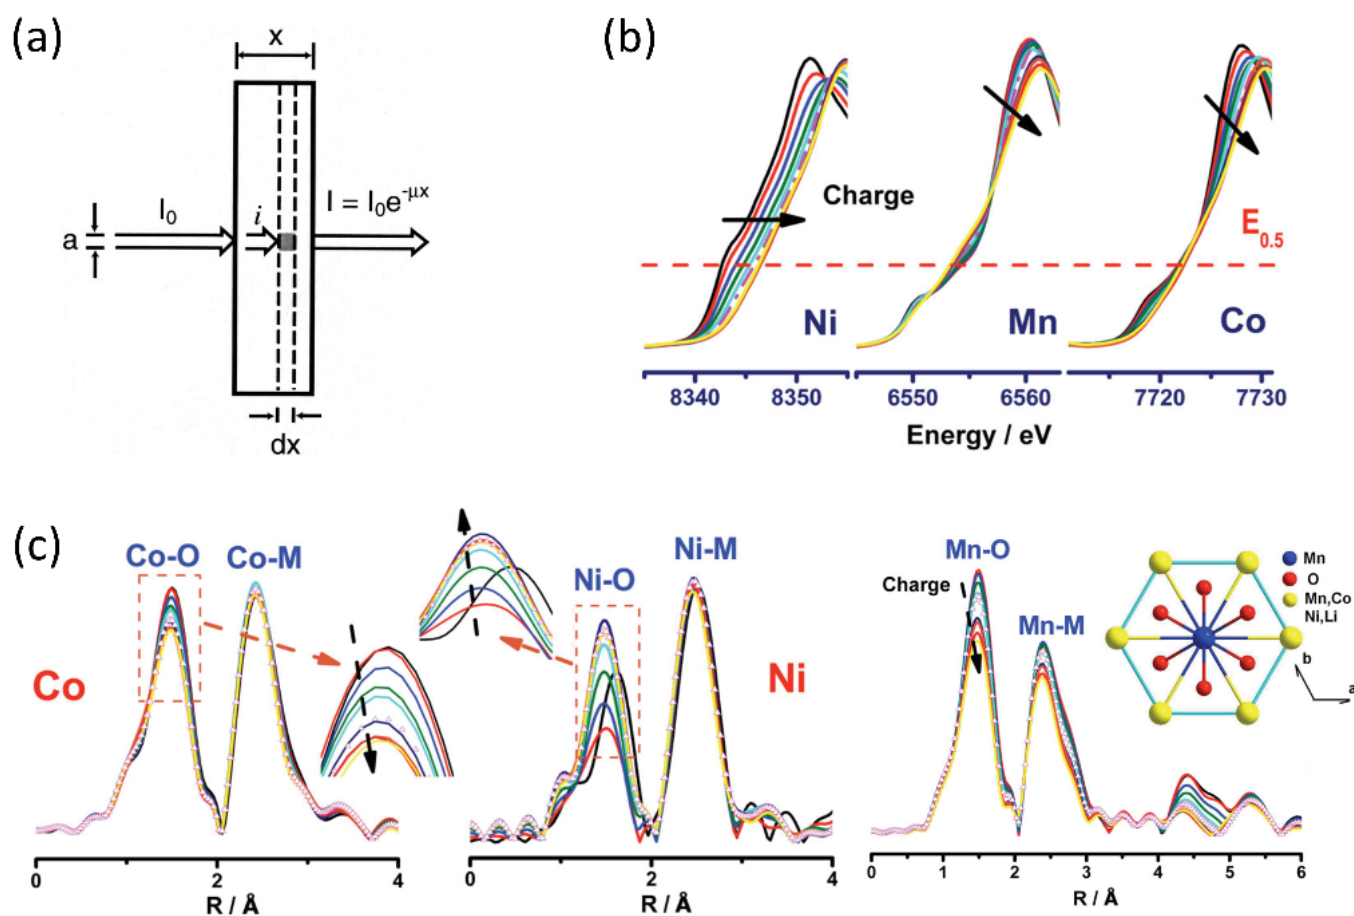 (a)
x
I₀
i
I = I₀e^-μx
a
dx
(b)
Charge
E₀.₅
Ni
Mn
Co
8340
8350
6550
6560
7720
7730
Energy / eV
(c)
Co-O
Co-M
Co
0
2
4
R / Å
Ni-O
Ni-M
Ni
0
2
4
R / Å
Mn-O
Charge
Mn-M
Mn
O
Mn,Co
Ni,Li
b
a
0
1
2
3
4
5
6
R / Å